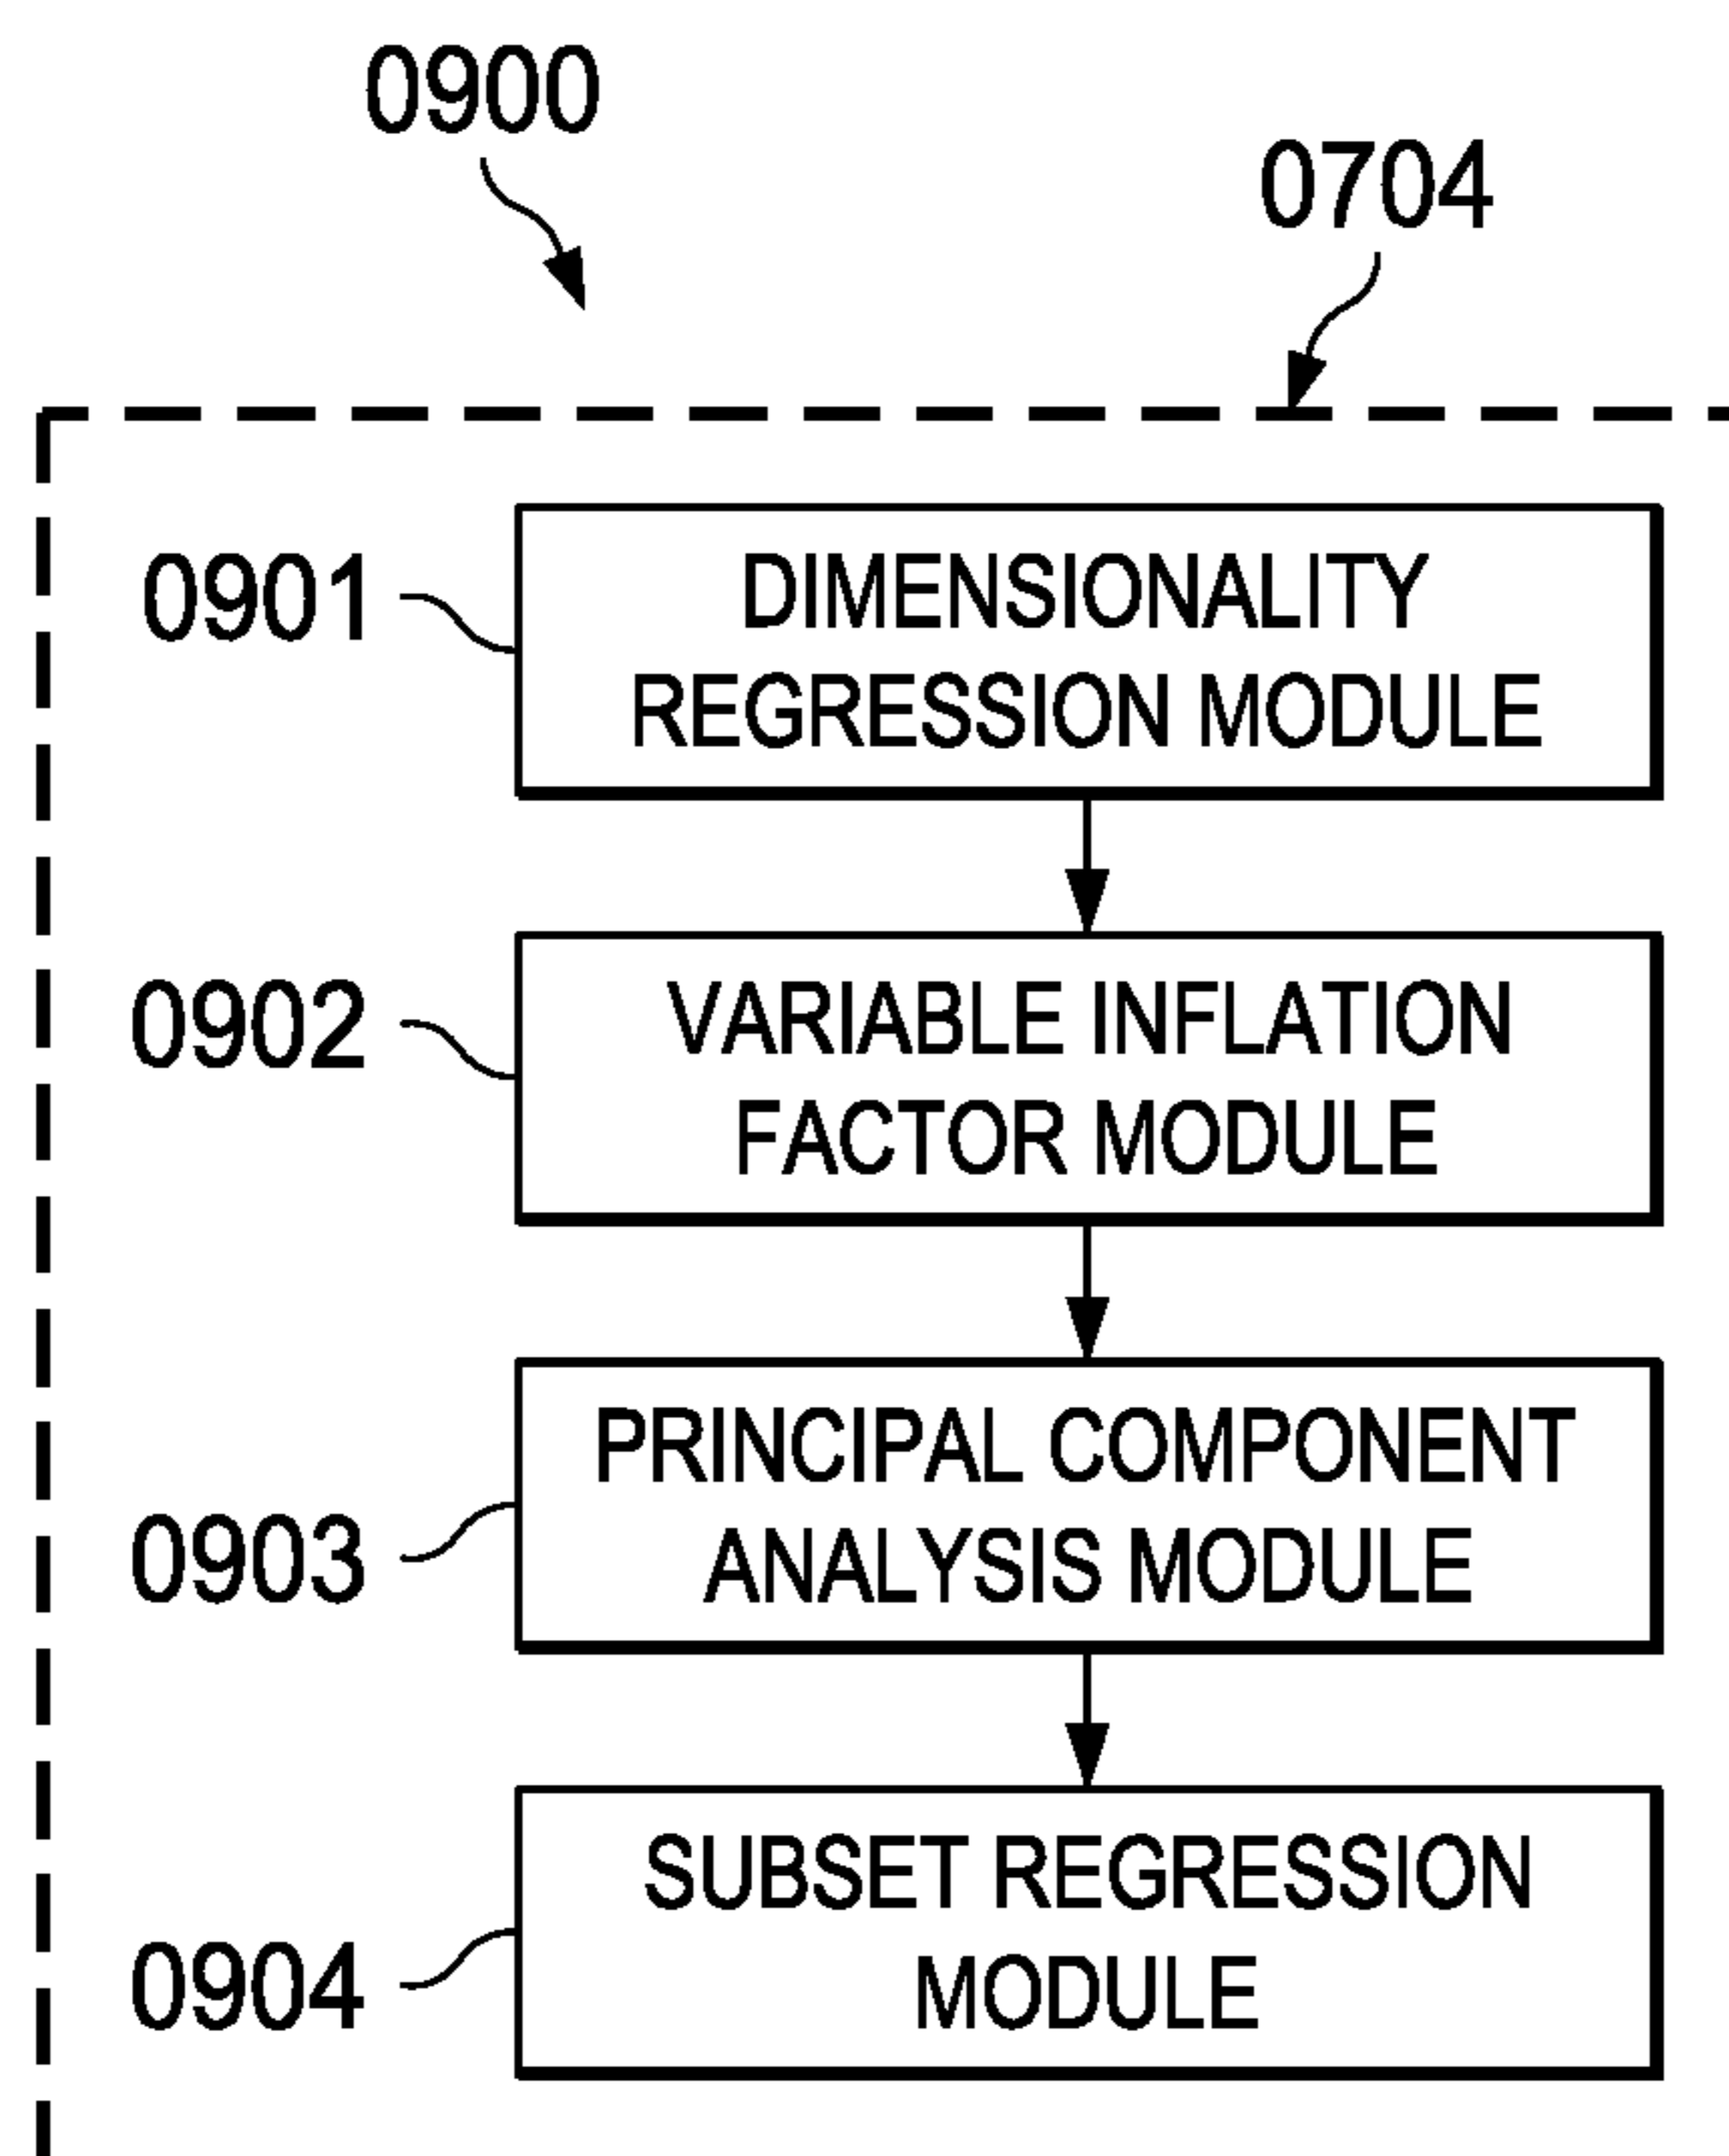 0900
0704
0901
DIMENSIONALITY
REGRESSION MODULE
0902
VARIABLE INFLATION
FACTOR MODULE
PRINCIPAL COMPONENT
0903
ANALYSIS MODULE
SUBSET REGRESSION
0904
MODULE